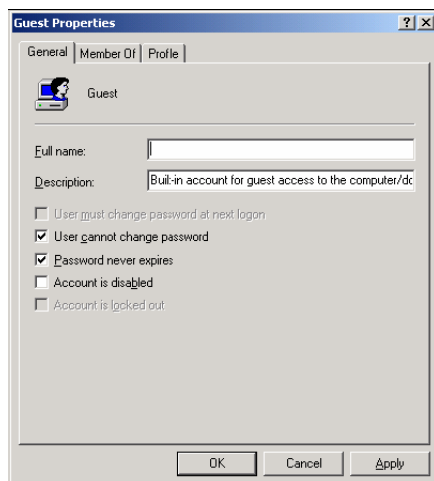 Guest Properties
General Member Of Profile
Guest
Full name:
Description: Built-in account for guest access to the computer/dc
User must change password at next logon
User cannot change password
Password never expires
Account is disabled
Account is locked out
OK Cancel Apply